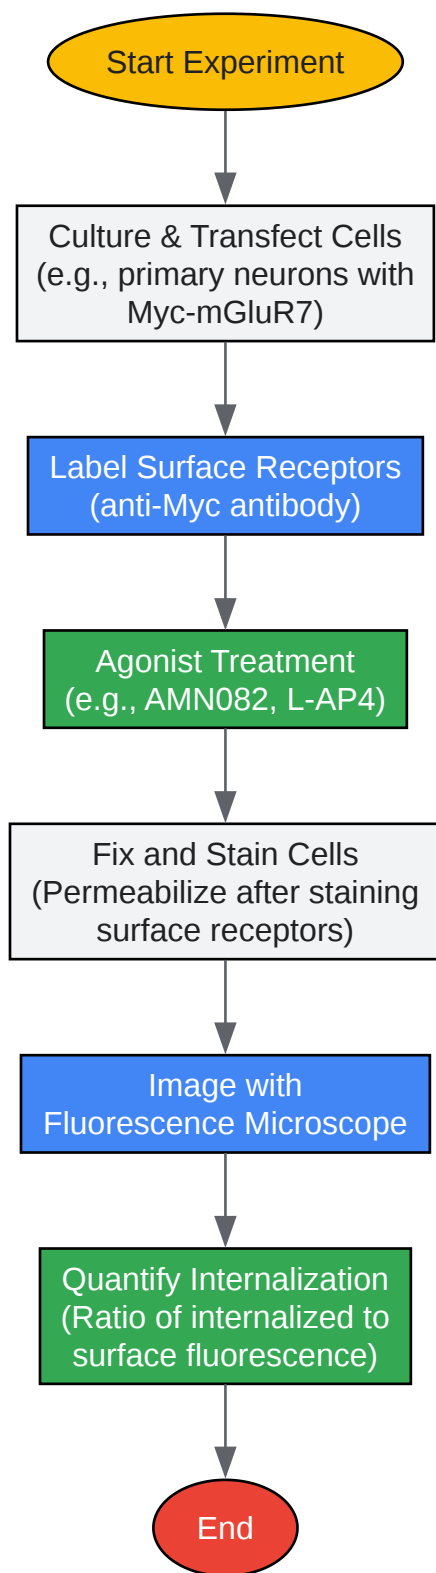 Start Experiment
Culture & Transfect Cells
(e.g., primary neurons with
Myc-mGluR7)
Label Surface Receptors
(anti-Myc antibody)
Agonist Treatment
(e.g., AMN082, L-AP4)
Fix and Stain Cells
(Permeabilize after staining
surface receptors)
Image with
Fluorescence Microscope
Quantify Internalization
(Ratio of internalized to
surface fluorescence)
End